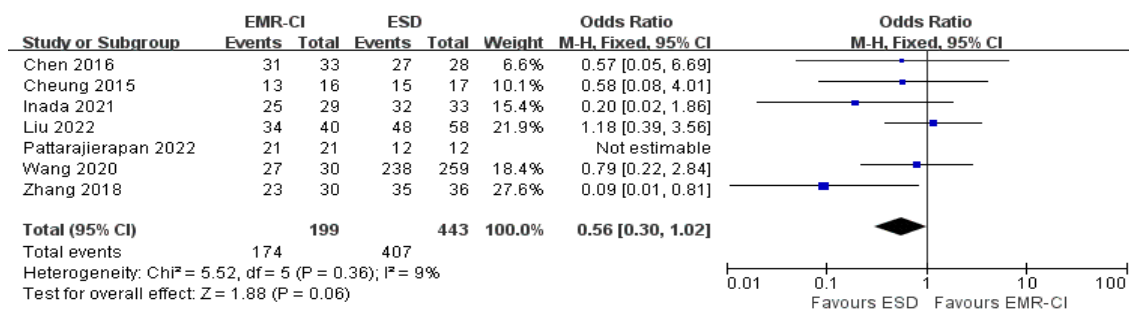 EMR-CI ESD Odds Ratio Odds Ratio
Study or Subgroup Events Total Events Total Weight M-H, Fixed, 95% CI M-H, Fixed, 95% CI
Chen 2016 31 33 27 28 6.6% 0.57 [0.05, 6.69]
Cheung 2015 13 16 15 17 10.1% 0.58 [0.08, 4.01]
Inada 2021 25 29 32 33 15.4% 0.20 [0.02, 1.86]
Liu 2022 34 40 48 58 21.9% 1.18 [0.39, 3.56]
Pattarajierapan 2022 21 21 12 12 Not estimable
Wang 2020 27 30 238 259 18.4% 0.79 [0.22, 2.84]
Zhang 2018 23 30 35 36 27.6% 0.09 [0.01, 0.81]
Total (95% CI) 199 443 100.0% 0.56 [0.30, 1.02]
Total events 174 407
Heterogeneity: Chi² = 5.52, df = 5 (P = 0.36); I² = 9%
Test for overall effect: Z = 1.88 (P = 0.06)
0.01 0.1 1 10 100
Favours ESD Favours EMR-CI